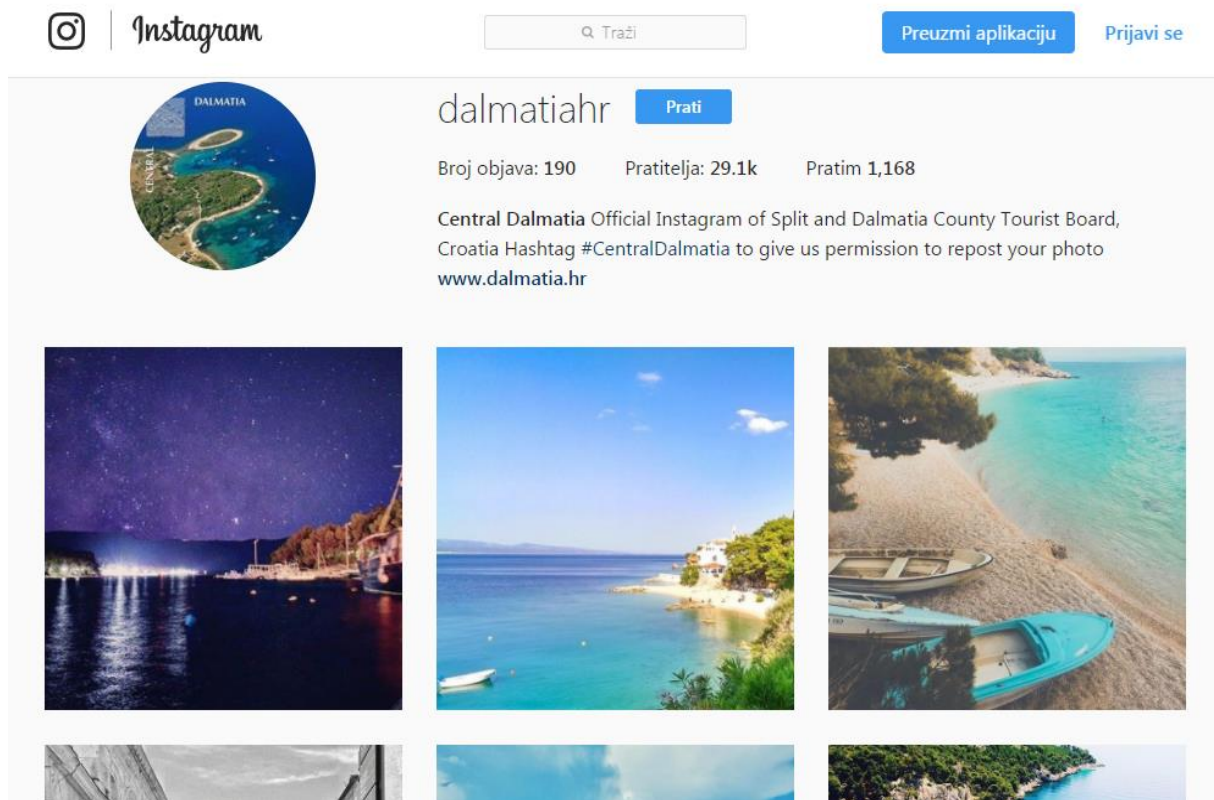 Instagram
Traži
Preuzmi aplikaciju
Prijavi se
DALMATIA
CENTRAL
dalmatiahr
Prati
Broj objava: 190 Pratitelja: 29.1k Pratim 1,168
Central Dalmatia Official Instagram of Split and Dalmatia County Tourist Board,
Croatia Hashtag #CentralDalmatia to give us permission to repost your photo
www.dalmatia.hr